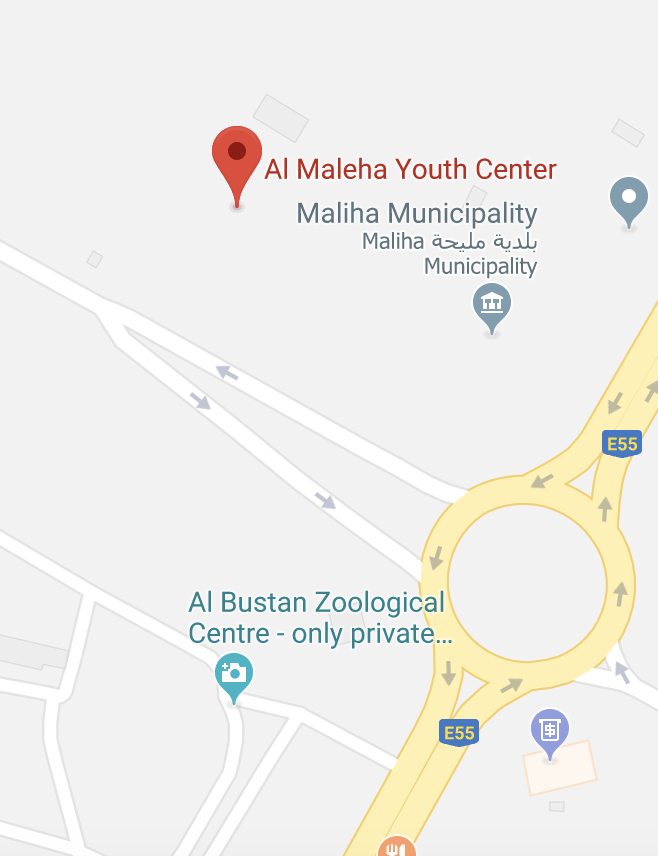 Al Maleha Youth Center
Maliha Municipality
Maliha بلدية مليحة
Municipality
E55
Al Bustan Zoological
Centre - only private...
E55